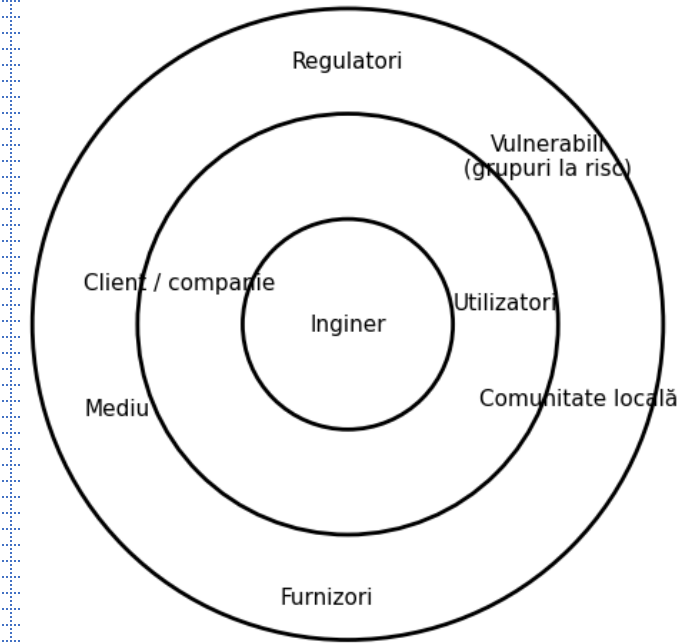 Regulatori
Vulnerabili
(grupuri la risc)
Client / companie
Utilizatori
Inginer
Comunitate locală
Mediu
Furnizori